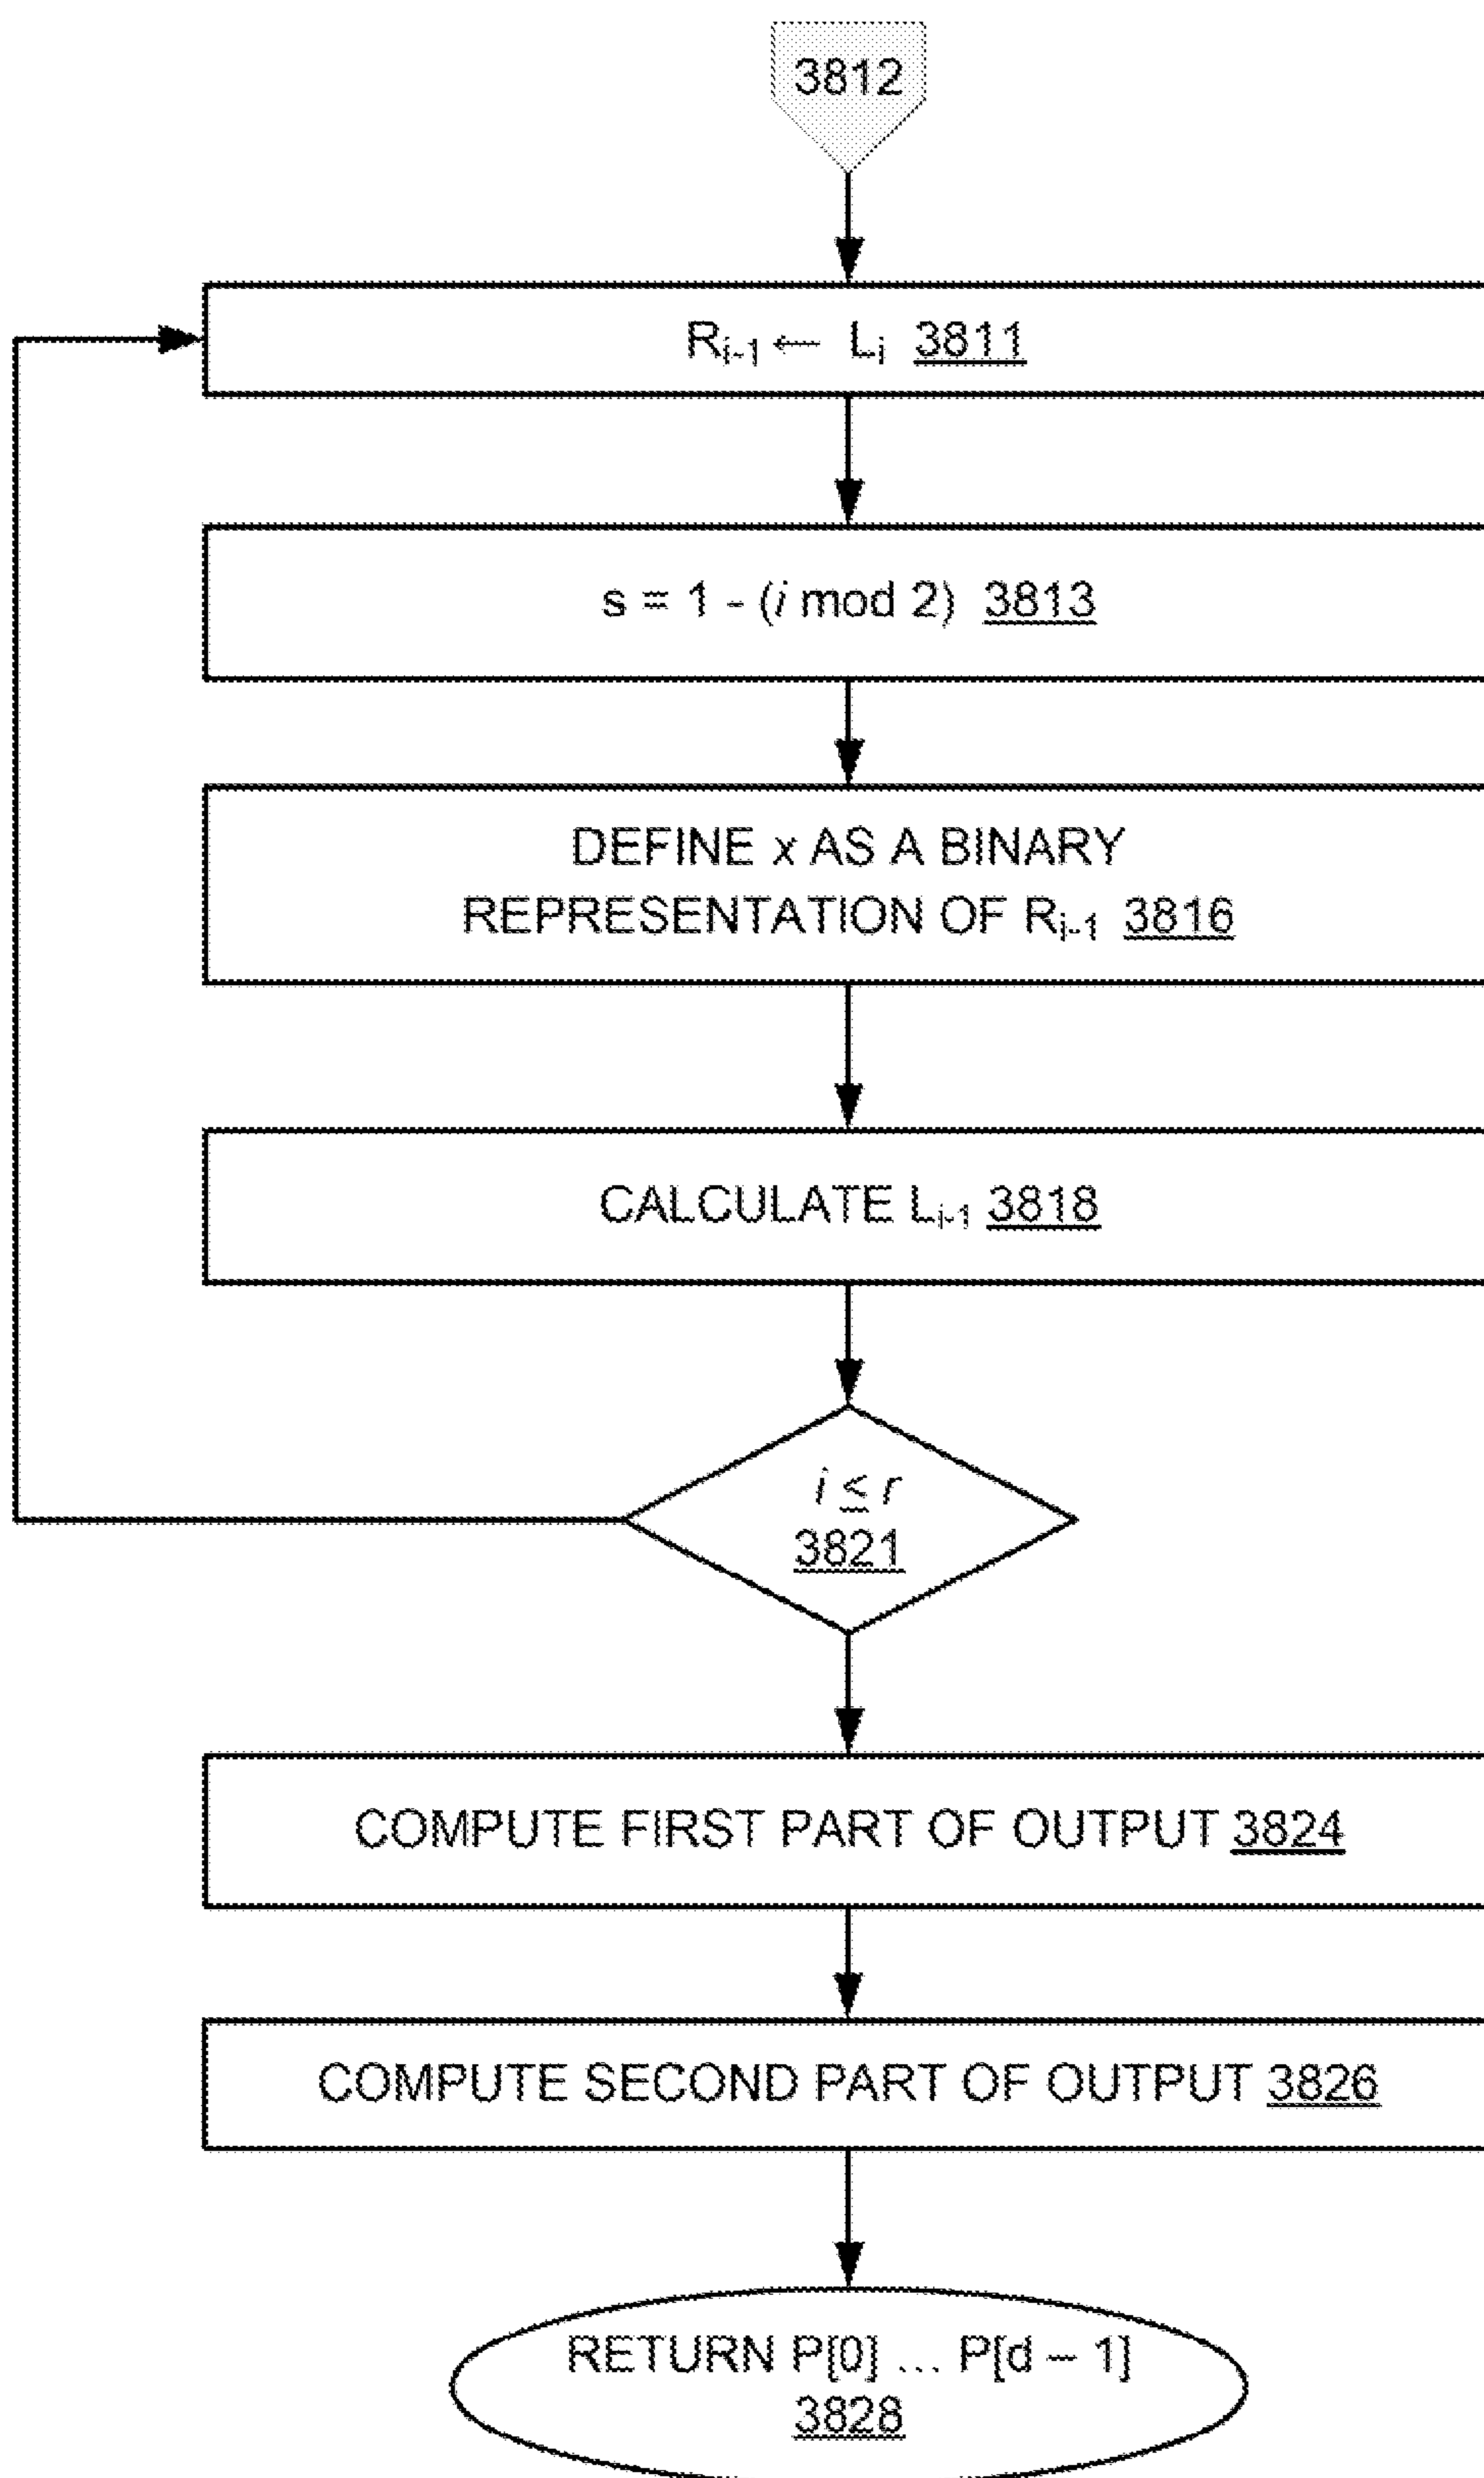 3812
Rᵢ₋₁ ← Lᵢ 3811
s = 1 - (i mod 2) 3813
DEFINE x AS A BINARY
REPRESENTATION OF Rᵢ₋₁ 3816
CALCULATE Lᵢ₋₁ 3818
i ≤ r
3821
COMPUTE FIRST PART OF OUTPUT 3824
COMPUTE SECOND PART OF OUTPUT 3826
RETURN P[0] ... P[d – 1]
3828